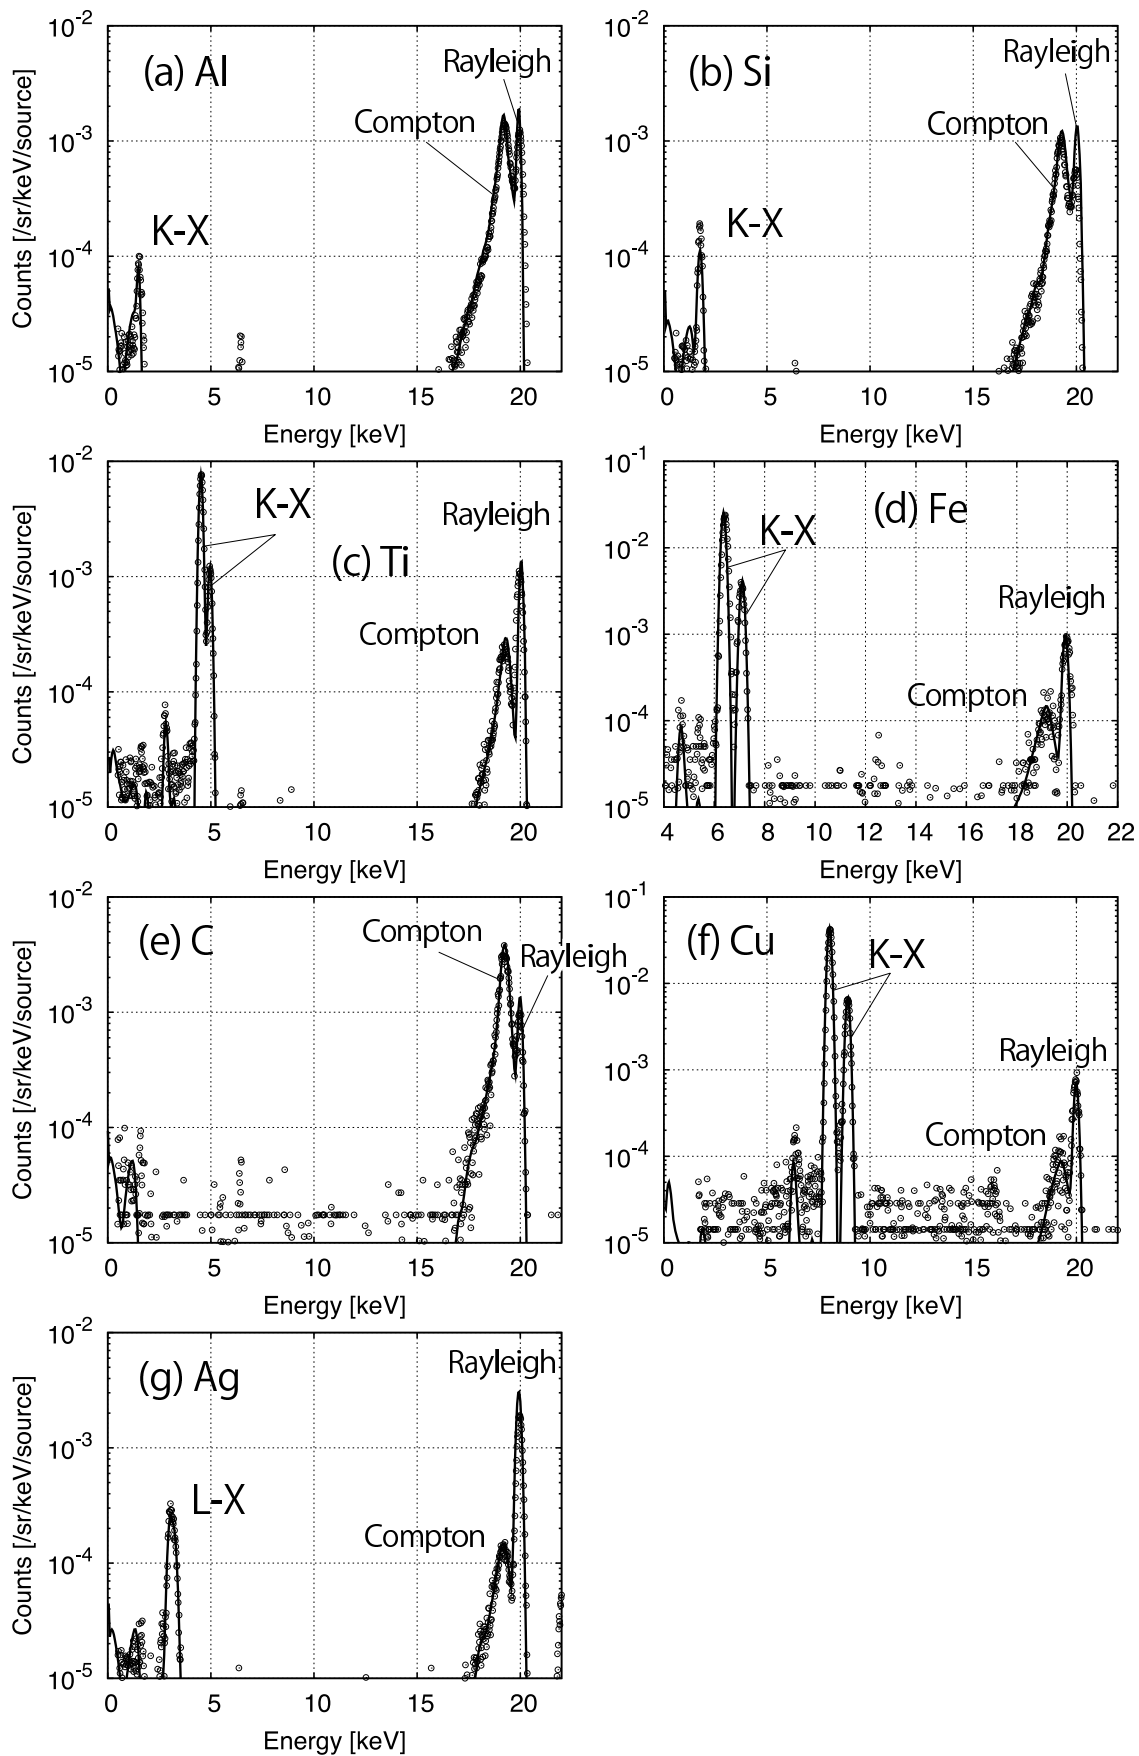 10^-2
10^-3
10^-4
10^-5
Counts [/sr/keV/source]
(a) Al
Rayleigh
Compton
K-X
0 5 10 15 20
Energy [keV]
10^-2
10^-3
10^-4
10^-5
(b) Si
Rayleigh
Compton
K-X
0 5 10 15 20
Energy [keV]
10^-2
10^-3
10^-4
10^-5
Counts [/sr/keV/source]
K-X
Rayleigh
(c) Ti
Compton
0 5 10 15 20
Energy [keV]
10^-1
10^-2
10^-3
10^-4
10^-5
(d) Fe
K-X
Rayleigh
Compton
4 6 8 10 12 14 16 18 20 22
Energy [keV]
10^-2
10^-3
10^-4
10^-5
Counts [/sr/keV/source]
(e) C
Compton
Rayleigh
0 5 10 15 20
Energy [keV]
10^-1
10^-2
10^-3
10^-4
10^-5
(f) Cu
K-X
Rayleigh
Compton
0 5 10 15 20
Energy [keV]
10^-2
10^-3
10^-4
10^-5
Counts [/sr/keV/source]
(g) Ag
Rayleigh
L-X
Compton
0 5 10 15 20
Energy [keV]